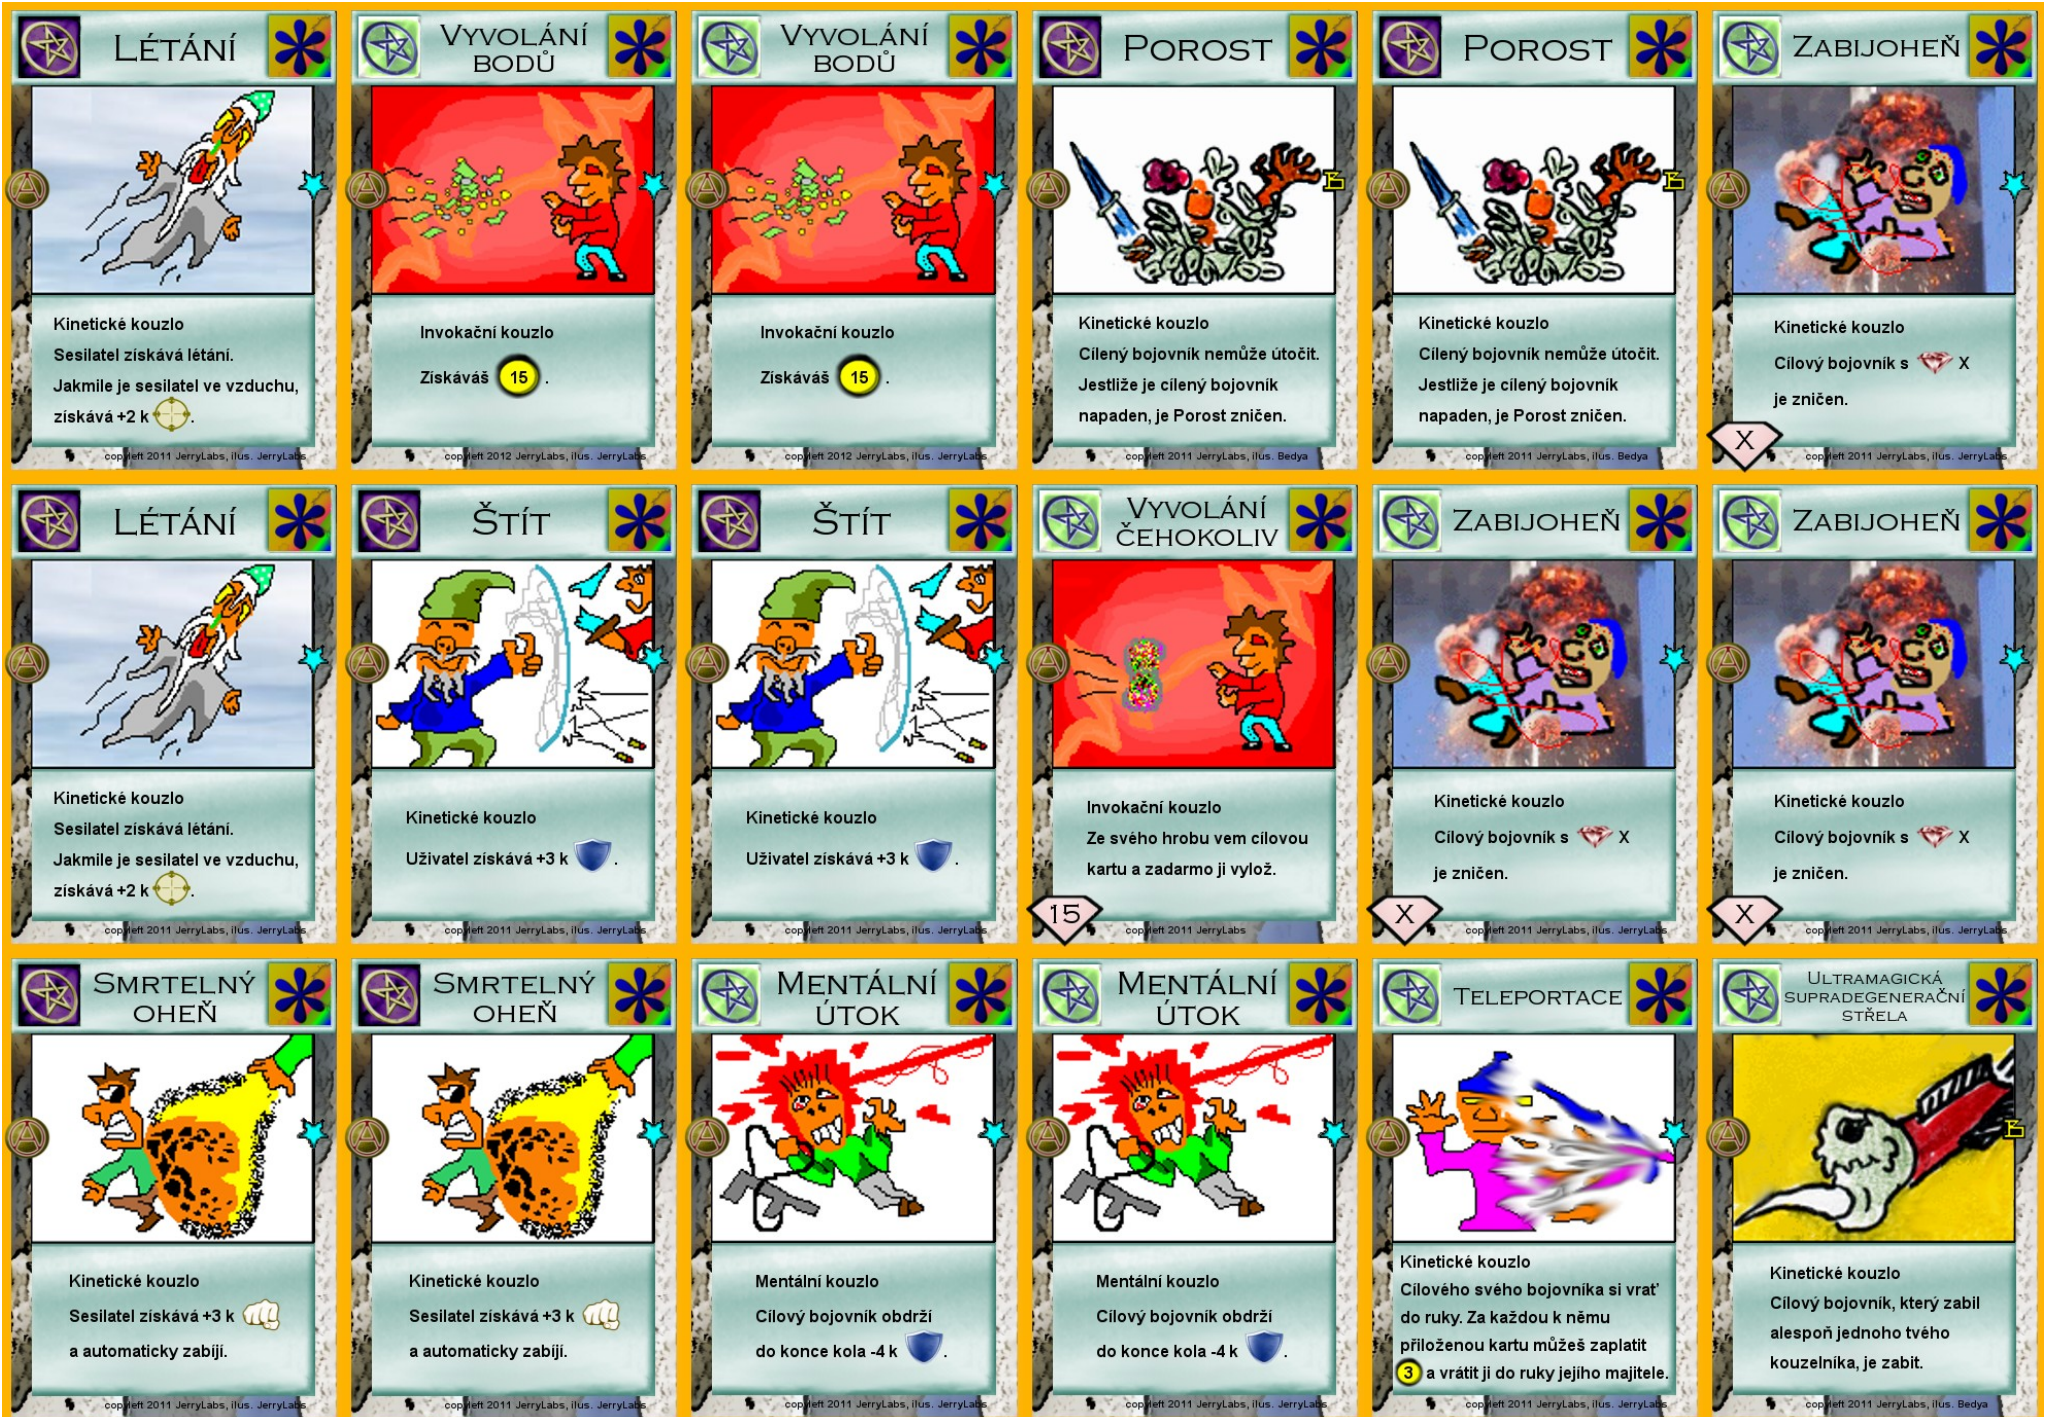 Létání
Kinetické kouzlo
Sesilatel získává létání.
Jakmile je sesilatel ve vzduchu,
získává +2 k .
copyleft 2011 JerryLabs, ilus. JerryLabs
Vyvolání
bodů
Invokační kouzlo
Získáváš 15 .
copyleft 2012 JerryLabs, ilus. JerryLabs
Vyvolání
bodů
Invokační kouzlo
Získáváš 15 .
copyleft 2012 JerryLabs, ilus. JerryLabs
Porost
B
Kinetické kouzlo
Cílený bojovník nemůže útočit.
Jestliže je cílený bojovník
napaden, je Porost zničen.
copyleft 2011 JerryLabs, ilus. Bedya
Porost
B
Kinetické kouzlo
Cílený bojovník nemůže útočit.
Jestliže je cílený bojovník
napaden, je Porost zničen.
copyleft 2011 JerryLabs, ilus. Bedya
Zabijoheň
Kinetické kouzlo
Cílový bojovník s X
je zničen.
X
copyleft 2011 JerryLabs, ilus. JerryLabs
Létání
Kinetické kouzlo
Sesilatel získává létání.
Jakmile je sesilatel ve vzduchu,
získává +2 k .
copyleft 2011 JerryLabs, ilus. JerryLabs
Štít
Kinetické kouzlo
Uživatel získává +3 k .
copyleft 2011 JerryLabs, ilus. JerryLabs
Štít
Kinetické kouzlo
Uživatel získává +3 k .
copyleft 2011 JerryLabs, ilus. JerryLabs
Vyvolání
čehokoliv
Invokační kouzlo
Ze svého hrobu vem cílovou
kartu a zadarmo ji vylož.
15
copyleft 2011 JerryLabs
Zabijoheň
Kinetické kouzlo
Cílový bojovník s X
je zničen.
X
copyleft 2011 JerryLabs, ilus. JerryLabs
Zabijoheň
Kinetické kouzlo
Cílový bojovník s X
je zničen.
X
copyleft 2011 JerryLabs, ilus. JerryLabs
Smrtelný
oheň
Kinetické kouzlo
Sesilatel získává +3 k
a automaticky zabíjí.
copyleft 2011 JerryLabs, ilus. JerryLabs
Smrtelný
oheň
Kinetické kouzlo
Sesilatel získává +3 k
a automaticky zabíjí.
copyleft 2011 JerryLabs, ilus. JerryLabs
Mentální
útok
Mentální kouzlo
Cílový bojovník obdrží
do konce kola -4 k .
copyleft 2011 JerryLabs, ilus. JerryLabs
Mentální
útok
Mentální kouzlo
Cílový bojovník obdrží
do konce kola -4 k .
copyleft 2011 JerryLabs, ilus. JerryLabs
Teleportace
Kinetické kouzlo
Cílového svého bojovníka si vrať
do ruky. Za každou k němu
přiloženou kartu můžeš zaplatit
3 a vrátit ji do ruky jejího majitele.
copyleft 2011 JerryLabs, ilus. JerryLabs
Ultramagická
supradegenerační
střela
B
Kinetické kouzlo
Cílový bojovník, který zabil
alespoň jednoho tvého
kouzelníka, je zabit.
copyleft 2011 JerryLabs, ilus. Bedya